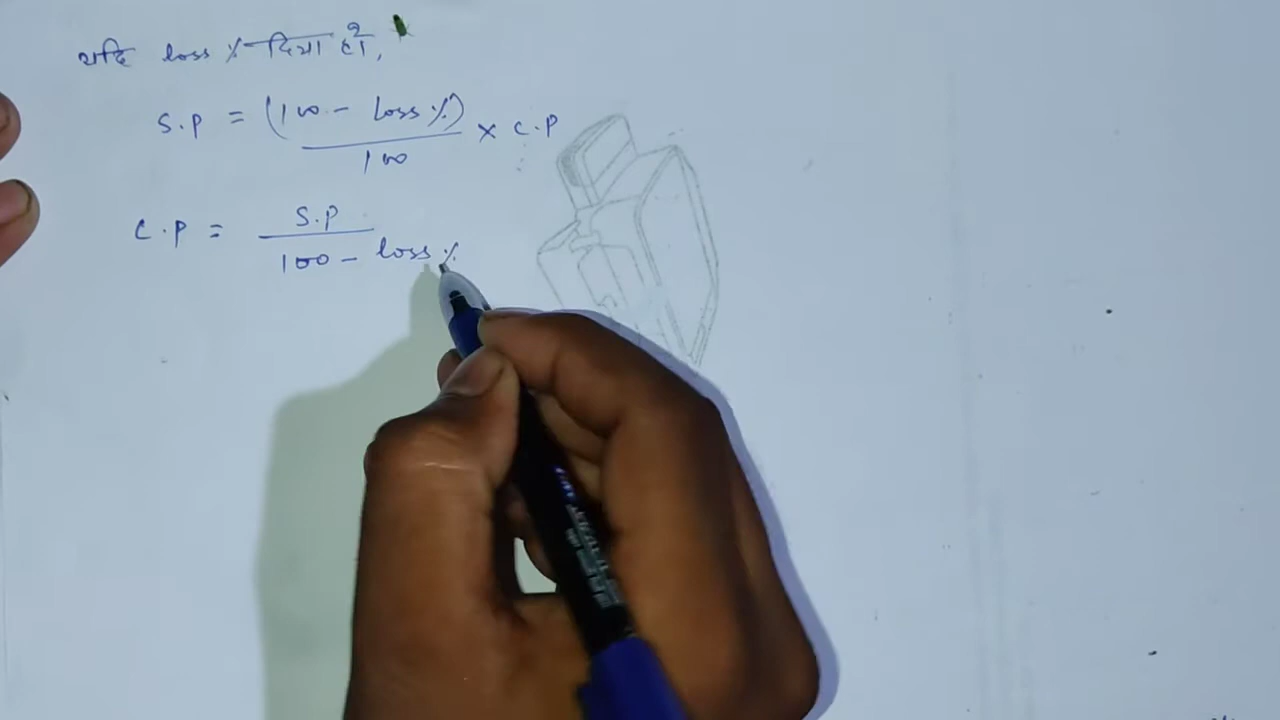 यदि loss % दिया हो,
S.P = (100 - loss %) / 100 × C.P
C.P = S.P / 100 - loss %